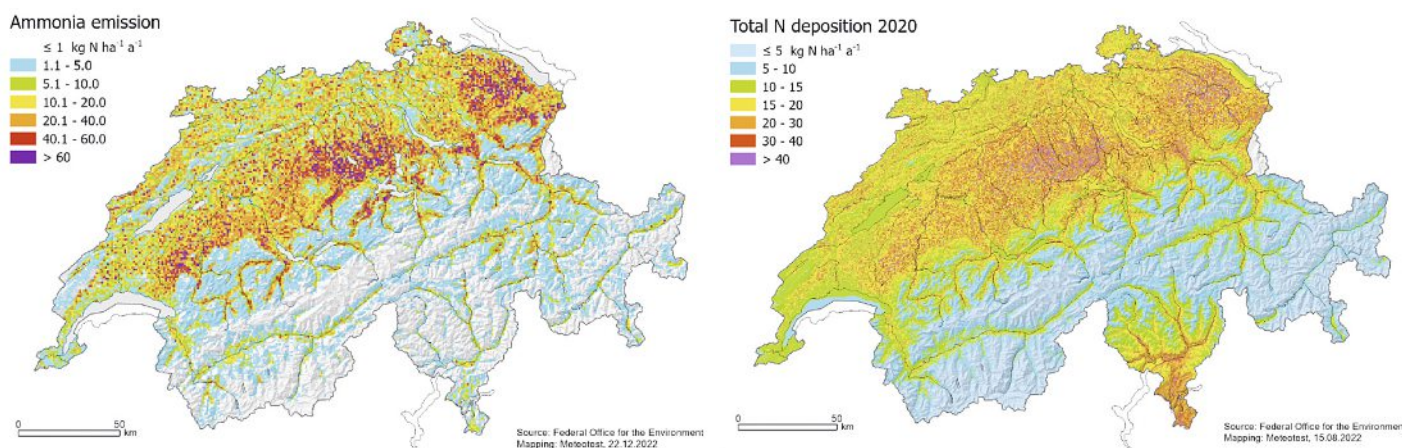 Ammonia emission
≤ 1 kg N ha⁻¹ a⁻¹
1.1 - 5.0
5.1 - 10.0
10.1 - 20.0
20.1 - 40.0
40.1 - 60.0
> 60
0 50
km
Source: Federal Office for the Environment
Mapping: Meteotest, 22.12.2022
Total N deposition 2020
≤ 5 kg N ha⁻¹ a⁻¹
5 - 10
10 - 15
15 - 20
20 - 30
30 - 40
> 40
0 50
km
Source: Federal Office for the Environment
Mapping: Meteotest, 15.08.2022